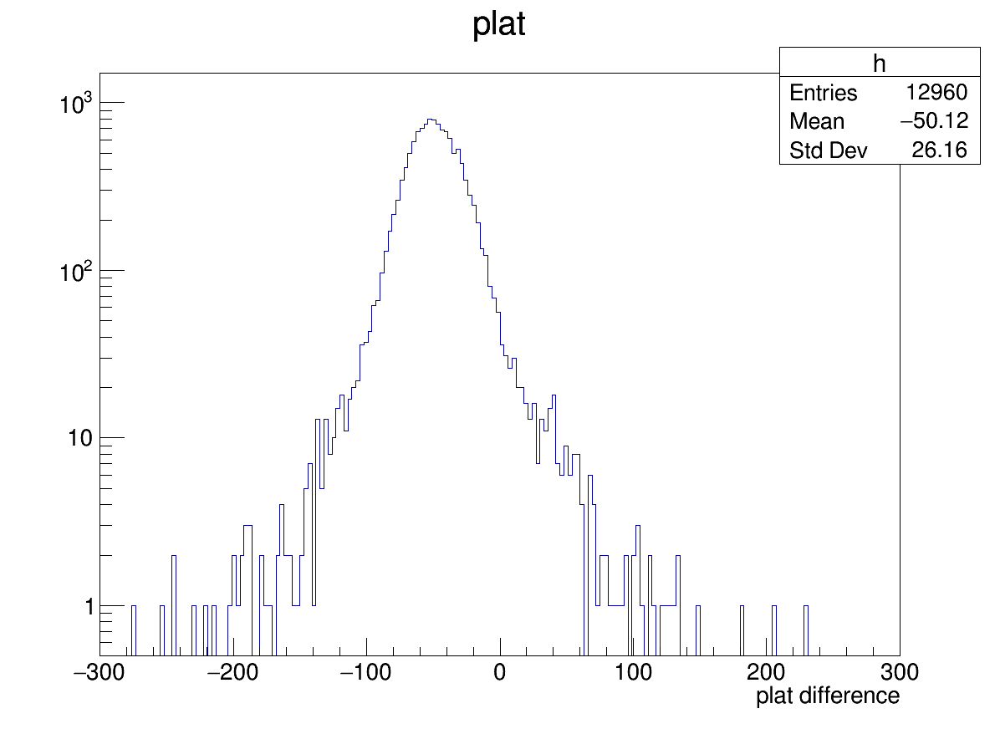 plat
h
Entries 12960
Mean −50.12
Std Dev 26.16
10³
10²
10
1
−300 −200 −100 0 100 200 300
plat difference